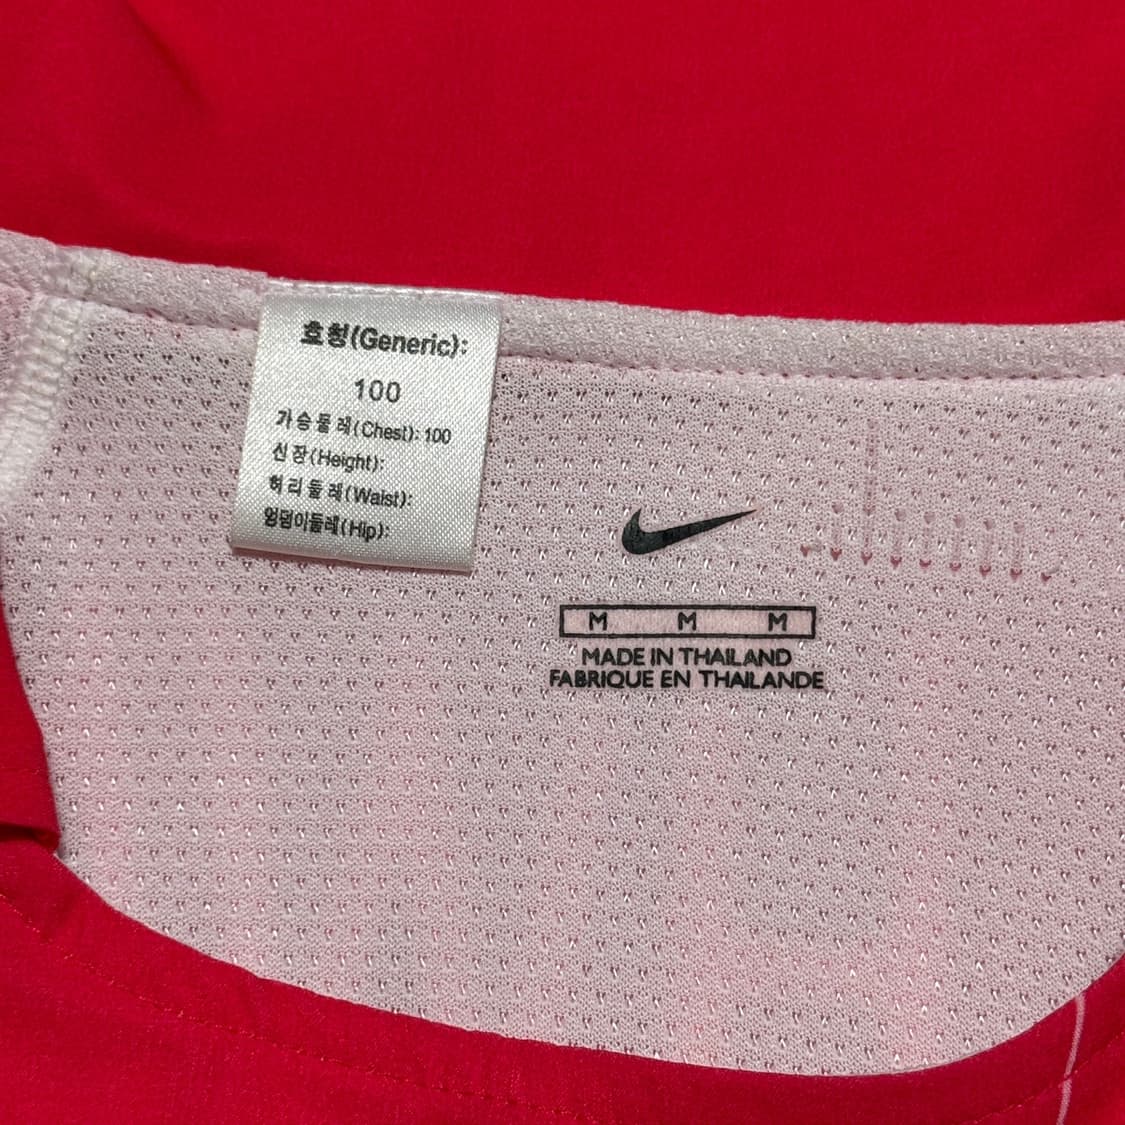 호칭(Generic):
100
가슴둘레(Chest): 100
신장(Height):
허리둘레(Waist):
엉덩이둘레(Hip):
M M M
MADE IN THAILAND
FABRIQUE EN THAILANDE